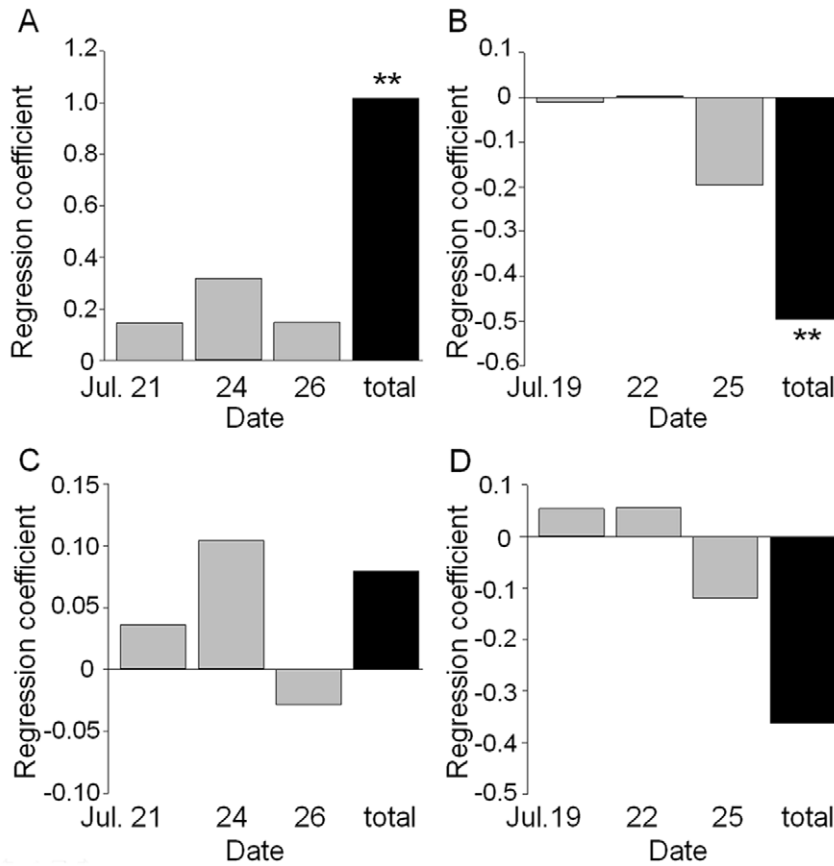 A
Regression coefficient
1.2
1.0
0.8
0.6
0.4
0.2
0
**
Jul. 21 24 26 total
Date
B
Regression coefficient
0.1
0
-0.1
-0.2
-0.3
-0.4
-0.5
-0.6
**
Jul.19 22 25 total
Date
C
Regression coefficient
0.15
0.10
0.05
0
-0.05
-0.10
Jul. 21 24 26 total
Date
D
Regression coefficient
0.1
0
-0.1
-0.2
-0.3
-0.4
-0.5
Jul.19 22 25 total
Date